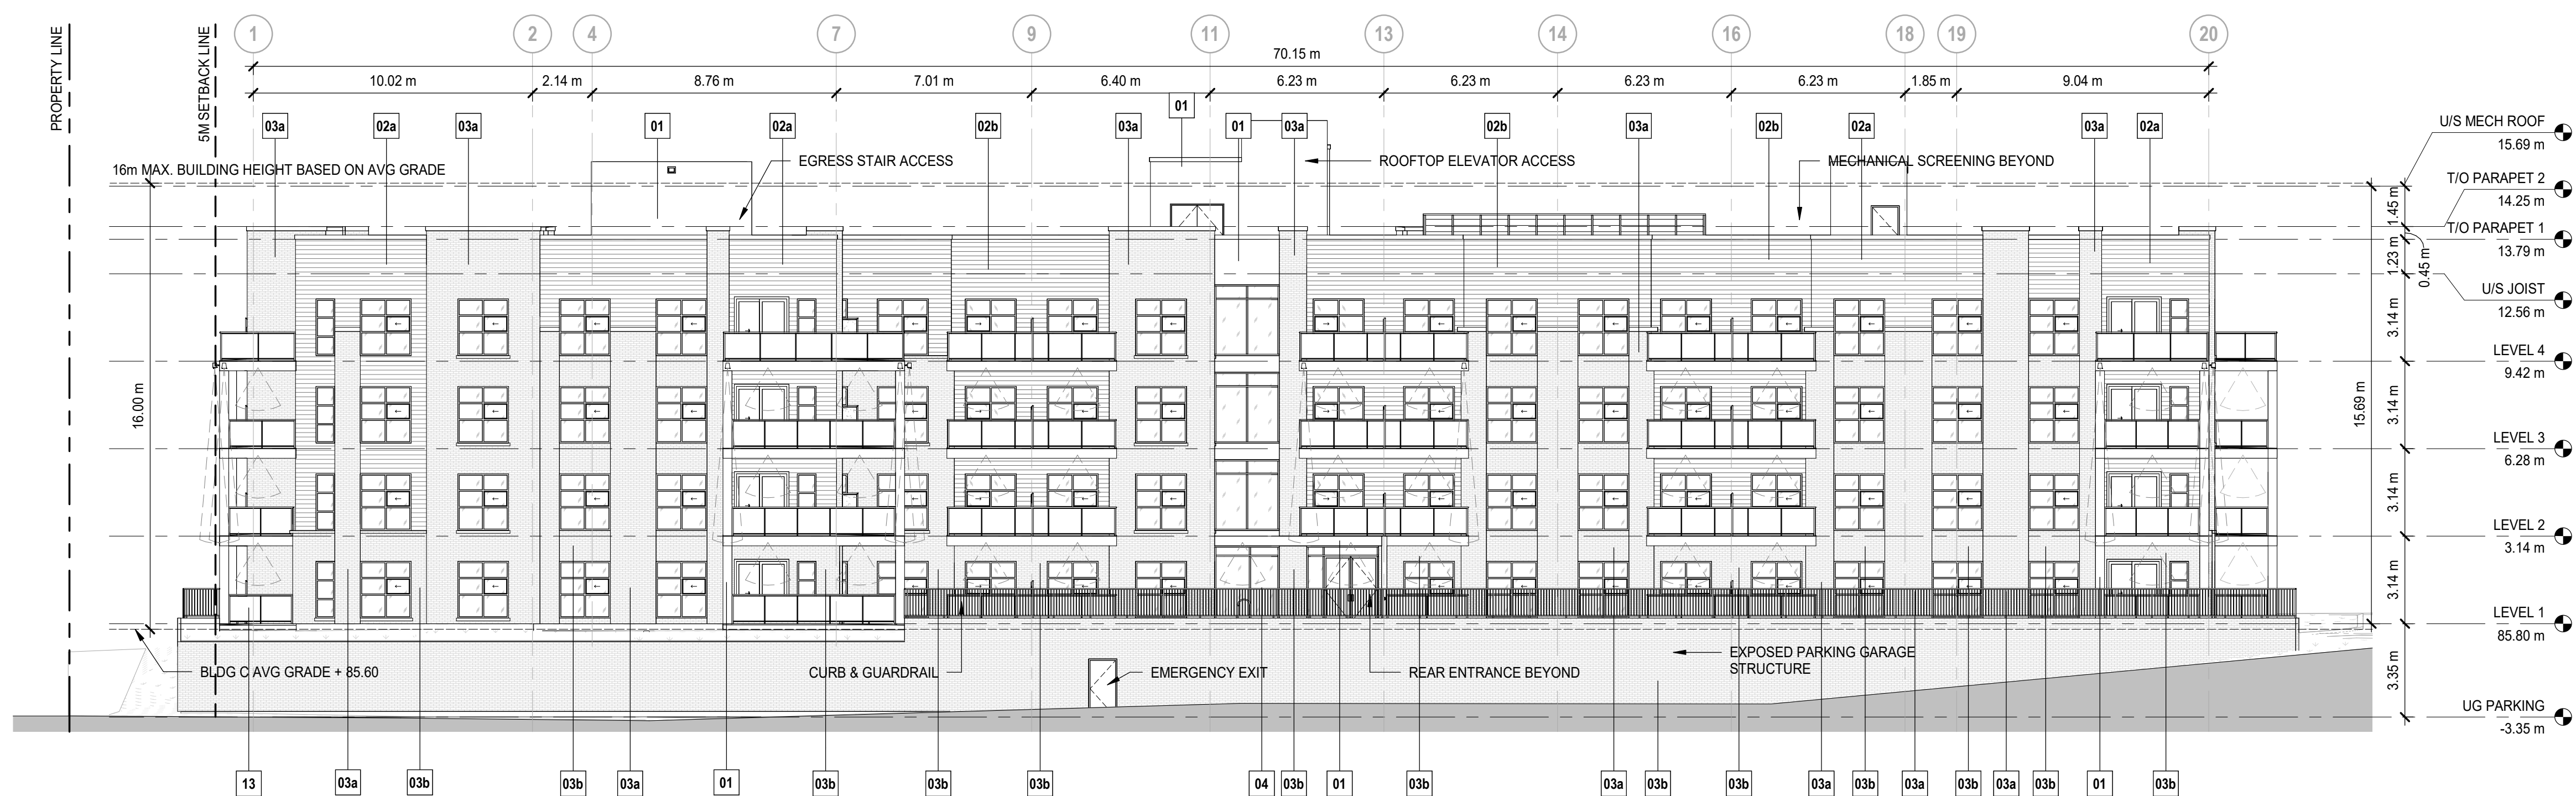 PROPERTY LINE
5M SETBACK LINE
1
2
4
7
9
11
13
14
16
18
19
20
70.15 m
10.02 m
2.14 m
8.76 m
7.01 m
6.40 m
6.23 m
6.23 m
6.23 m
6.23 m
1.85 m
9.04 m
01
03a
02a
03a
01
02a
02b
03a
01
03a
02b
03a
02b
02a
03a
02a
16m MAX. BUILDING HEIGHT BASED ON AVG GRADE
EGRESS STAIR ACCESS
ROOFTOP ELEVATOR ACCESS
MECHANICAL SCREENING BEYOND
U/S MECH ROOF
15.69 m
T/O PARAPET 2
14.25 m
T/O PARAPET 1
13.79 m
U/S JOIST
12.56 m
LEVEL 4
9.42 m
LEVEL 3
6.28 m
LEVEL 2
3.14 m
LEVEL 1
85.80 m
UG PARKING
-3.35 m
16.00 m
15.69 m
1.45 m
0.45 m
1.23 m
3.14 m
3.14 m
3.14 m
3.14 m
3.35 m
BLDG C AVG GRADE + 85.60
CURB & GUARDRAIL
EMERGENCY EXIT
REAR ENTRANCE BEYOND
EXPOSED PARKING GARAGE
STRUCTURE
13
03a
03b
03b
03a
01
03b
03b
03b
04
03b
01
03b
03a
03b
03b
03a
03b
03a
03b
03a
03b
01
03b